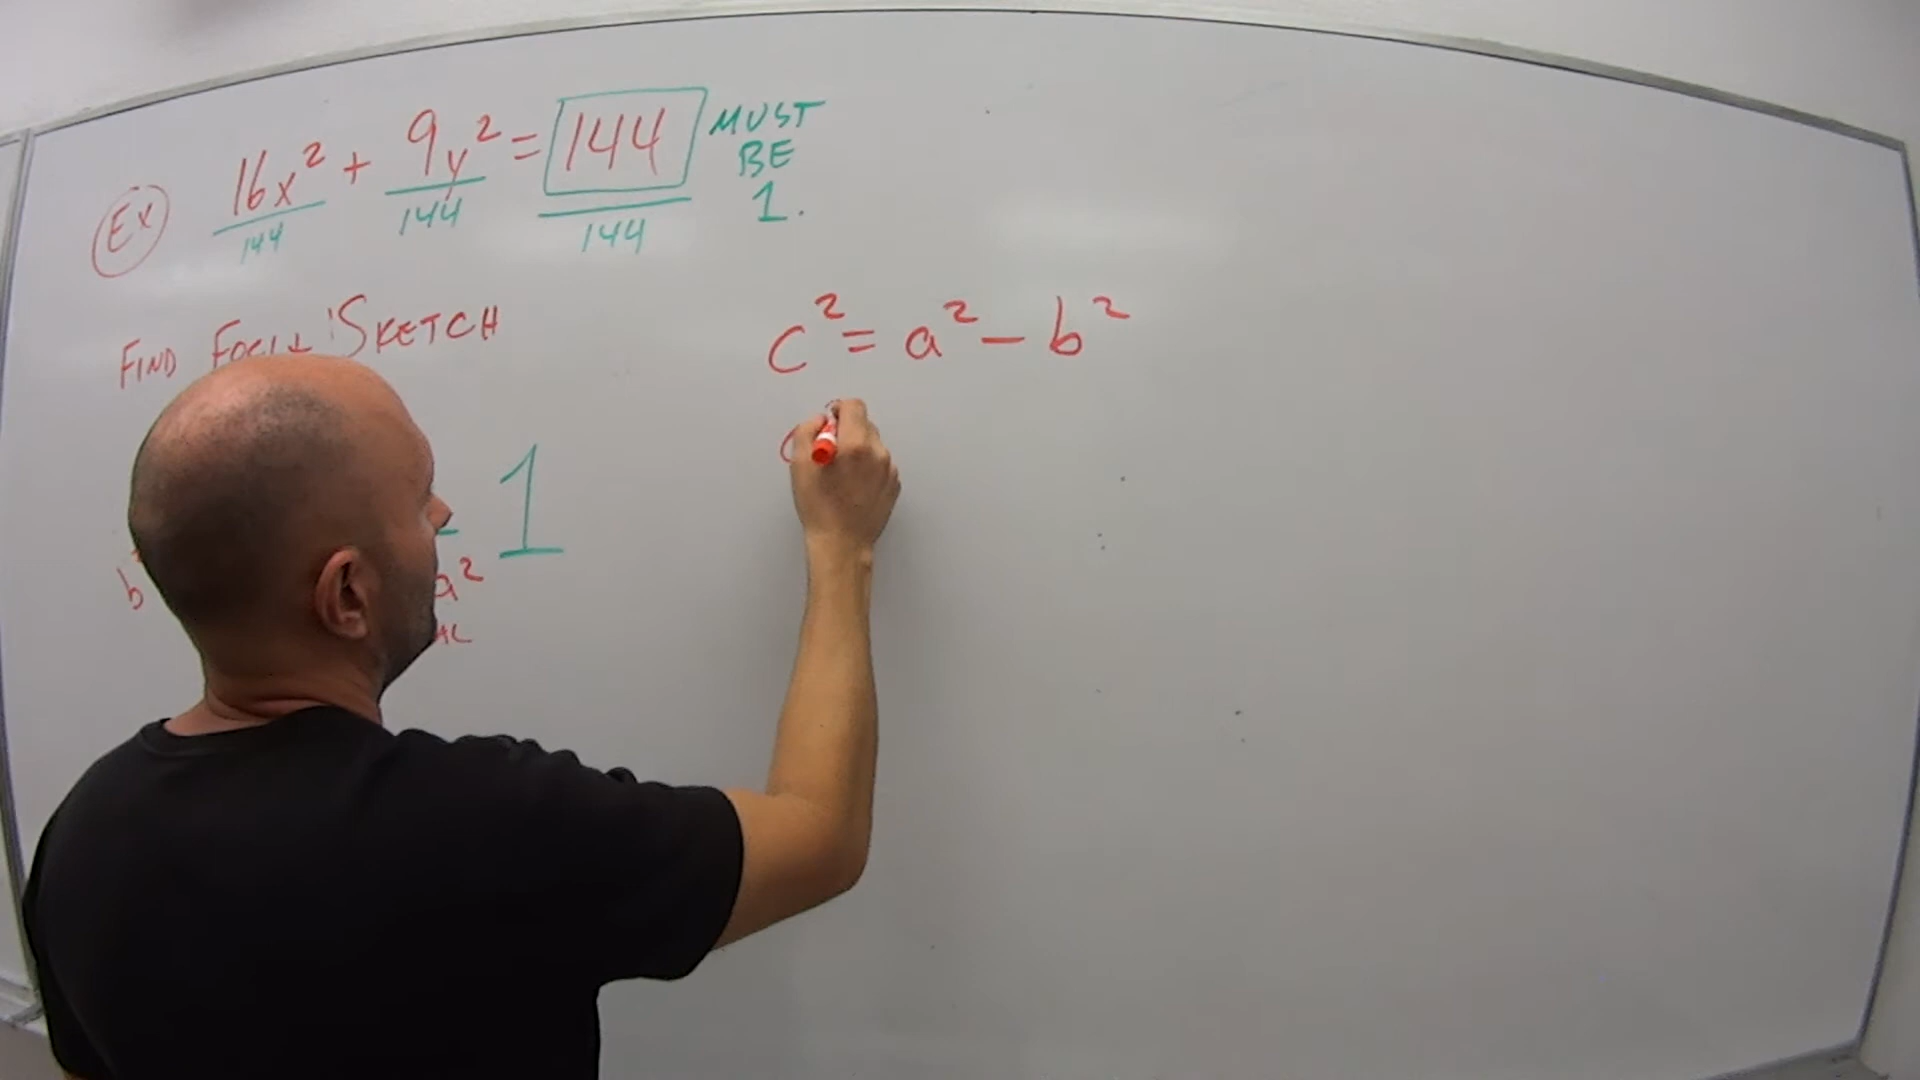 Ex 16x² + 9y² = 144 MUST BE 1.
144 144 144
FIND FOCI & SKETCH
c² = a² - b²
c
1
b a²